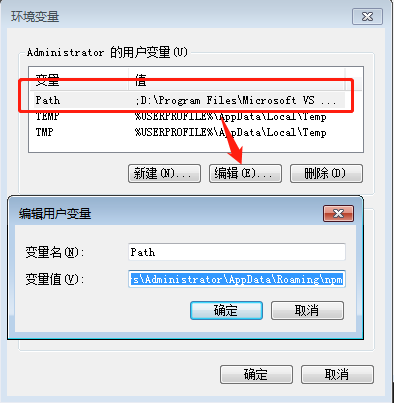 环境变量
Administrator 的用户变量(U)
变量 值
Path ;D:\Program Files\Microsoft VS ...
TEMP %USERPROFILE%\AppData\Local\Temp
TMP %USERPROFILE%\AppData\Local\Temp
新建(N)... 编辑(E)... 删除(D)
编辑用户变量
变量名(N): Path
变量值(V): rs\Administrator\AppData\Roaming\npm
确定 取消
确定 取消